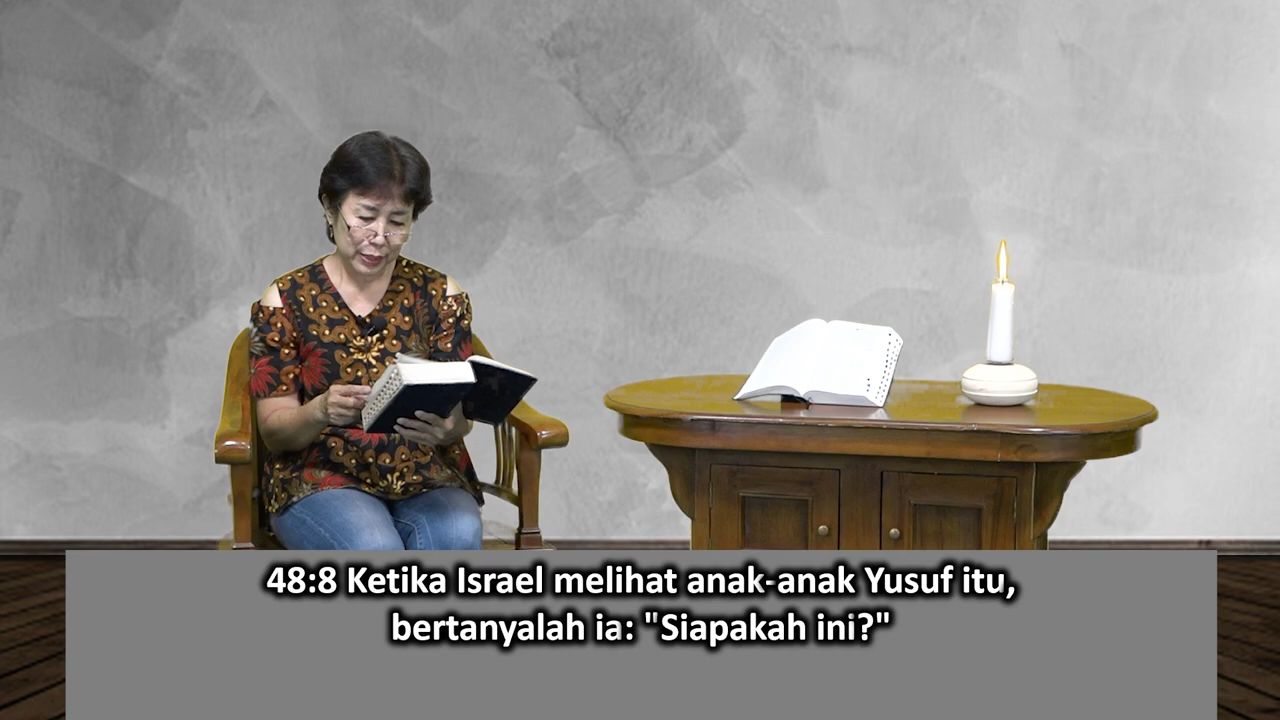 48:8 Ketika Israel melihat anak-anak Yusuf itu,
bertanyalah ia: "Siapakah ini?"